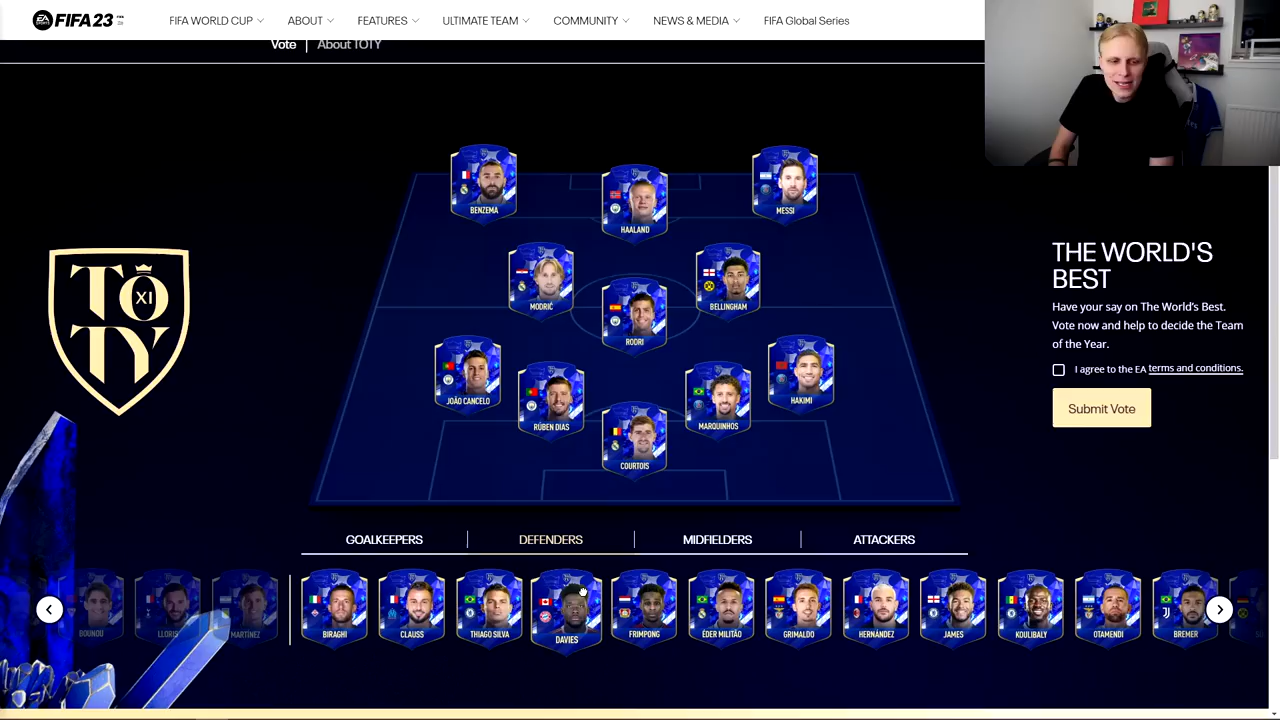 EA SPORTS FIFA 23
FIFA WORLD CUP
ABOUT
FEATURES
ULTIMATE TEAM
COMMUNITY
NEWS & MEDIA
FIFA Global Series
Vote | About TOTY
BENZEMA
HAALAND
MESSI
MODRIĆ
BELLINGHAM
RODRI
JOÃO CANCELO
RÚBEN DIAS
MARQUINHOS
HAKIMI
COURTOIS
TO XI
TY
THE WORLD'S
BEST
Have your say on The World's Best.
Vote now and help to decide the Team
of the Year.
I agree to the EA terms and conditions.
Submit Vote
GOALKEEPERS
DEFENDERS
MIDFIELDERS
ATTACKERS
BOUNOU
LLORIS
MARTÍNEZ
BIRAGHI
CLAUSS
THIAGO SILVA
DAVIES
FRIMPONG
ÉDER MILITÃO
GRIMALDO
HERNÁNDEZ
JAMES
KOULIBALY
OTAMENDI
BREMER